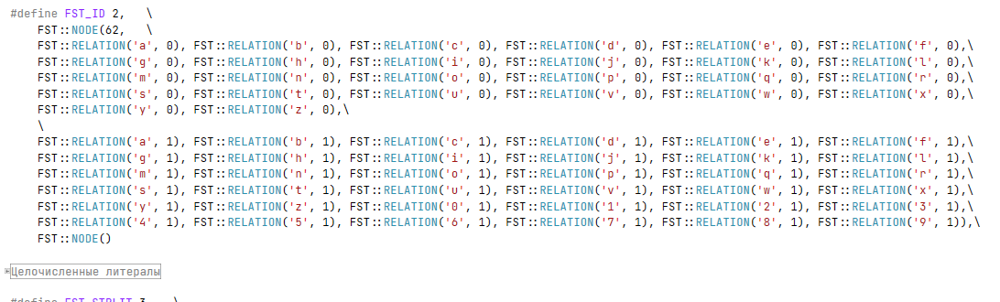 #define FST_ID 2,   \
    FST::NODE(62,   \
    FST::RELATION('a', 0), FST::RELATION('b', 0), FST::RELATION('c', 0), FST::RELATION('d', 0), FST::RELATION('e', 0), FST::RELATION('f', 0),\
    FST::RELATION('g', 0), FST::RELATION('h', 0), FST::RELATION('i', 0), FST::RELATION('j', 0), FST::RELATION('k', 0), FST::RELATION('l', 0),\
    FST::RELATION('m', 0), FST::RELATION('n', 0), FST::RELATION('o', 0), FST::RELATION('p', 0), FST::RELATION('q', 0), FST::RELATION('r', 0),\
    FST::RELATION('s', 0), FST::RELATION('t', 0), FST::RELATION('u', 0), FST::RELATION('v', 0), FST::RELATION('w', 0), FST::RELATION('x', 0),\
    FST::RELATION('y', 0), FST::RELATION('z', 0),\
    \
    FST::RELATION('a', 1), FST::RELATION('b', 1), FST::RELATION('c', 1), FST::RELATION('d', 1), FST::RELATION('e', 1), FST::RELATION('f', 1),\
    FST::RELATION('g', 1), FST::RELATION('h', 1), FST::RELATION('i', 1), FST::RELATION('j', 1), FST::RELATION('k', 1), FST::RELATION('l', 1),\
    FST::RELATION('m', 1), FST::RELATION('n', 1), FST::RELATION('o', 1), FST::RELATION('p', 1), FST::RELATION('q', 1), FST::RELATION('r', 1),\
    FST::RELATION('s', 1), FST::RELATION('t', 1), FST::RELATION('u', 1), FST::RELATION('v', 1), FST::RELATION('w', 1), FST::RELATION('x', 1),\
    FST::RELATION('y', 1), FST::RELATION('z', 1), FST::RELATION('0', 1), FST::RELATION('1', 1), FST::RELATION('2', 1), FST::RELATION('3', 1),\
    FST::RELATION('4', 1), FST::RELATION('5', 1), FST::RELATION('6', 1), FST::RELATION('7', 1), FST::RELATION('8', 1), FST::RELATION('9', 1)),\
    FST::NODE()
Целочисленные литералы
#define FST_STRLIT 3,   \